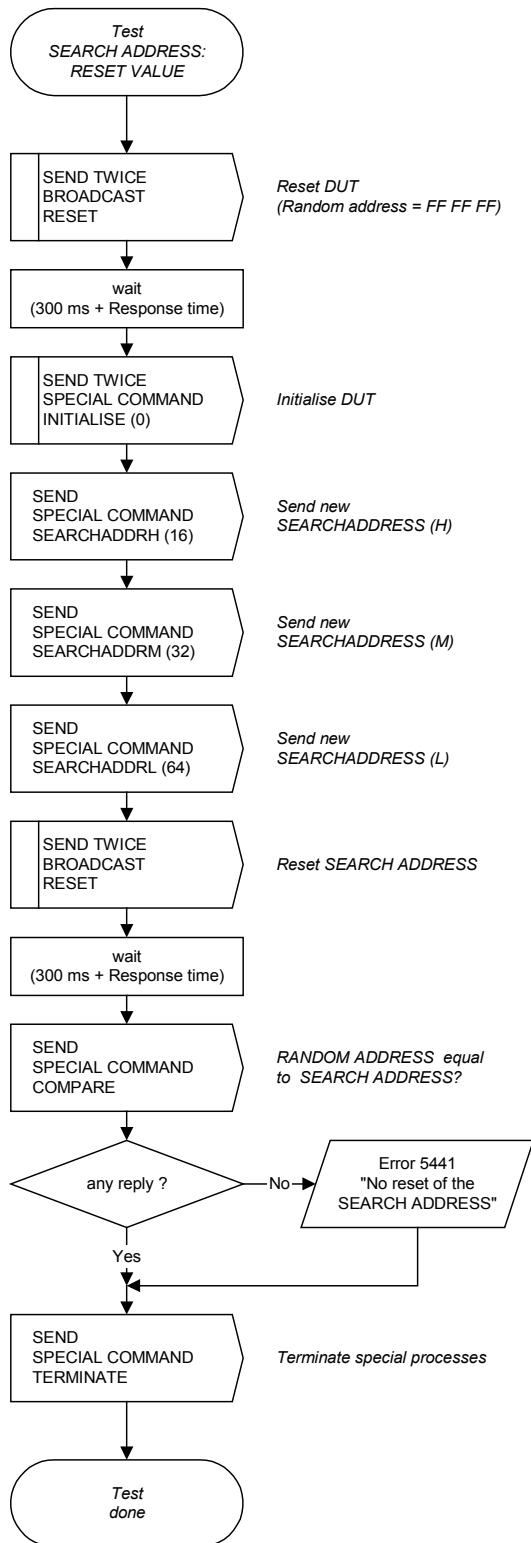 Test
SEARCH ADDRESS:
RESET VALUE
SEND TWICE
BROADCAST
RESET
Reset DUT
(Random address = FF FF FF)
wait
(300 ms + Response time)
SEND TWICE
SPECIAL COMMAND
INITIALISE (0)
Initialise DUT
SEND
SPECIAL COMMAND
SEARCHADDRH (16)
Send new
SEARCHADDRESS (H)
SEND
SPECIAL COMMAND
SEARCHADDRM (32)
Send new
SEARCHADDRESS (M)
SEND
SPECIAL COMMAND
SEARCHADDRL (64)
Send new
SEARCHADDRESS (L)
SEND TWICE
BROADCAST
RESET
Reset SEARCH ADDRESS
wait
(300 ms + Response time)
SEND
SPECIAL COMMAND
COMPARE
RANDOM ADDRESS equal
to SEARCH ADDRESS?
any reply ?
No
Error 5441
"No reset of the
SEARCH ADDRESS"
Yes
SEND
SPECIAL COMMAND
TERMINATE
Terminate special processes
Test
done